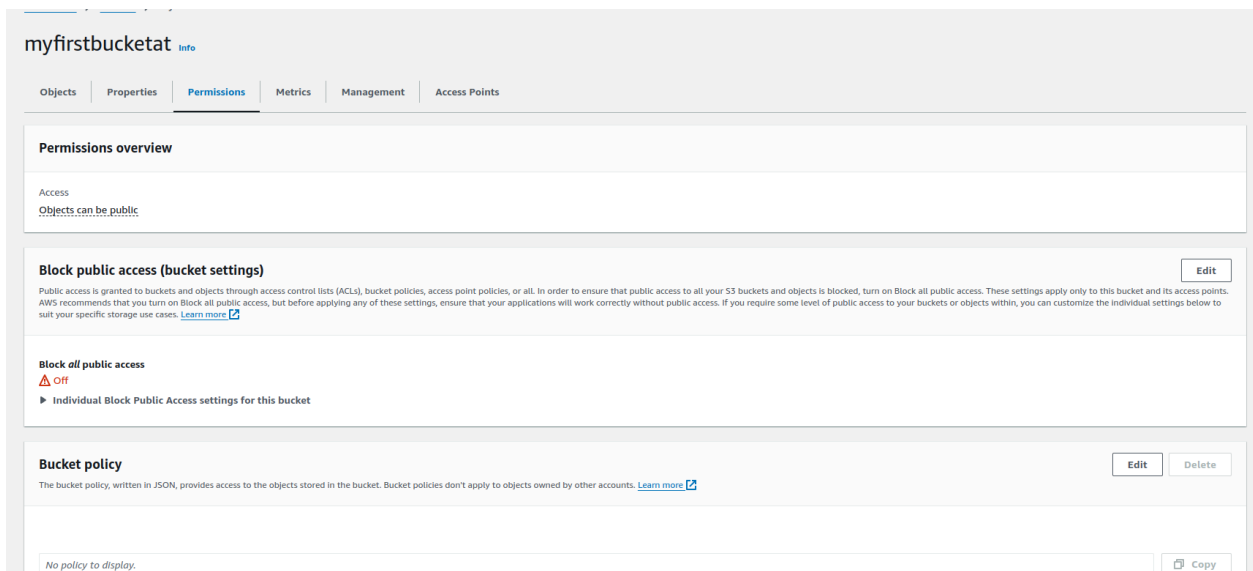 myfirstbucketat Info
Objects Properties Permissions Metrics Management Access Points
Permissions overview
Access
Objects can be public
Block public access (bucket settings) Edit
Public access is granted to buckets and objects through access control lists (ACLs), bucket policies, access point policies, or all. In order to ensure that public access to all your S3 buckets and objects is blocked, turn on Block all public access. These settings apply only to this bucket and its access points.
AWS recommends that you turn on Block all public access, but before applying any of these settings, ensure that your applications will work correctly without public access. If you require some level of public access to your buckets or objects within, you can customize the individual settings below to
suit your specific storage use cases. Learn more
Block all public access
Off
Individual Block Public Access settings for this bucket
Bucket policy Edit Delete
The bucket policy, written in JSON, provides access to the objects stored in the bucket. Bucket policies don't apply to objects owned by other accounts. Learn more
No policy to display. Copy